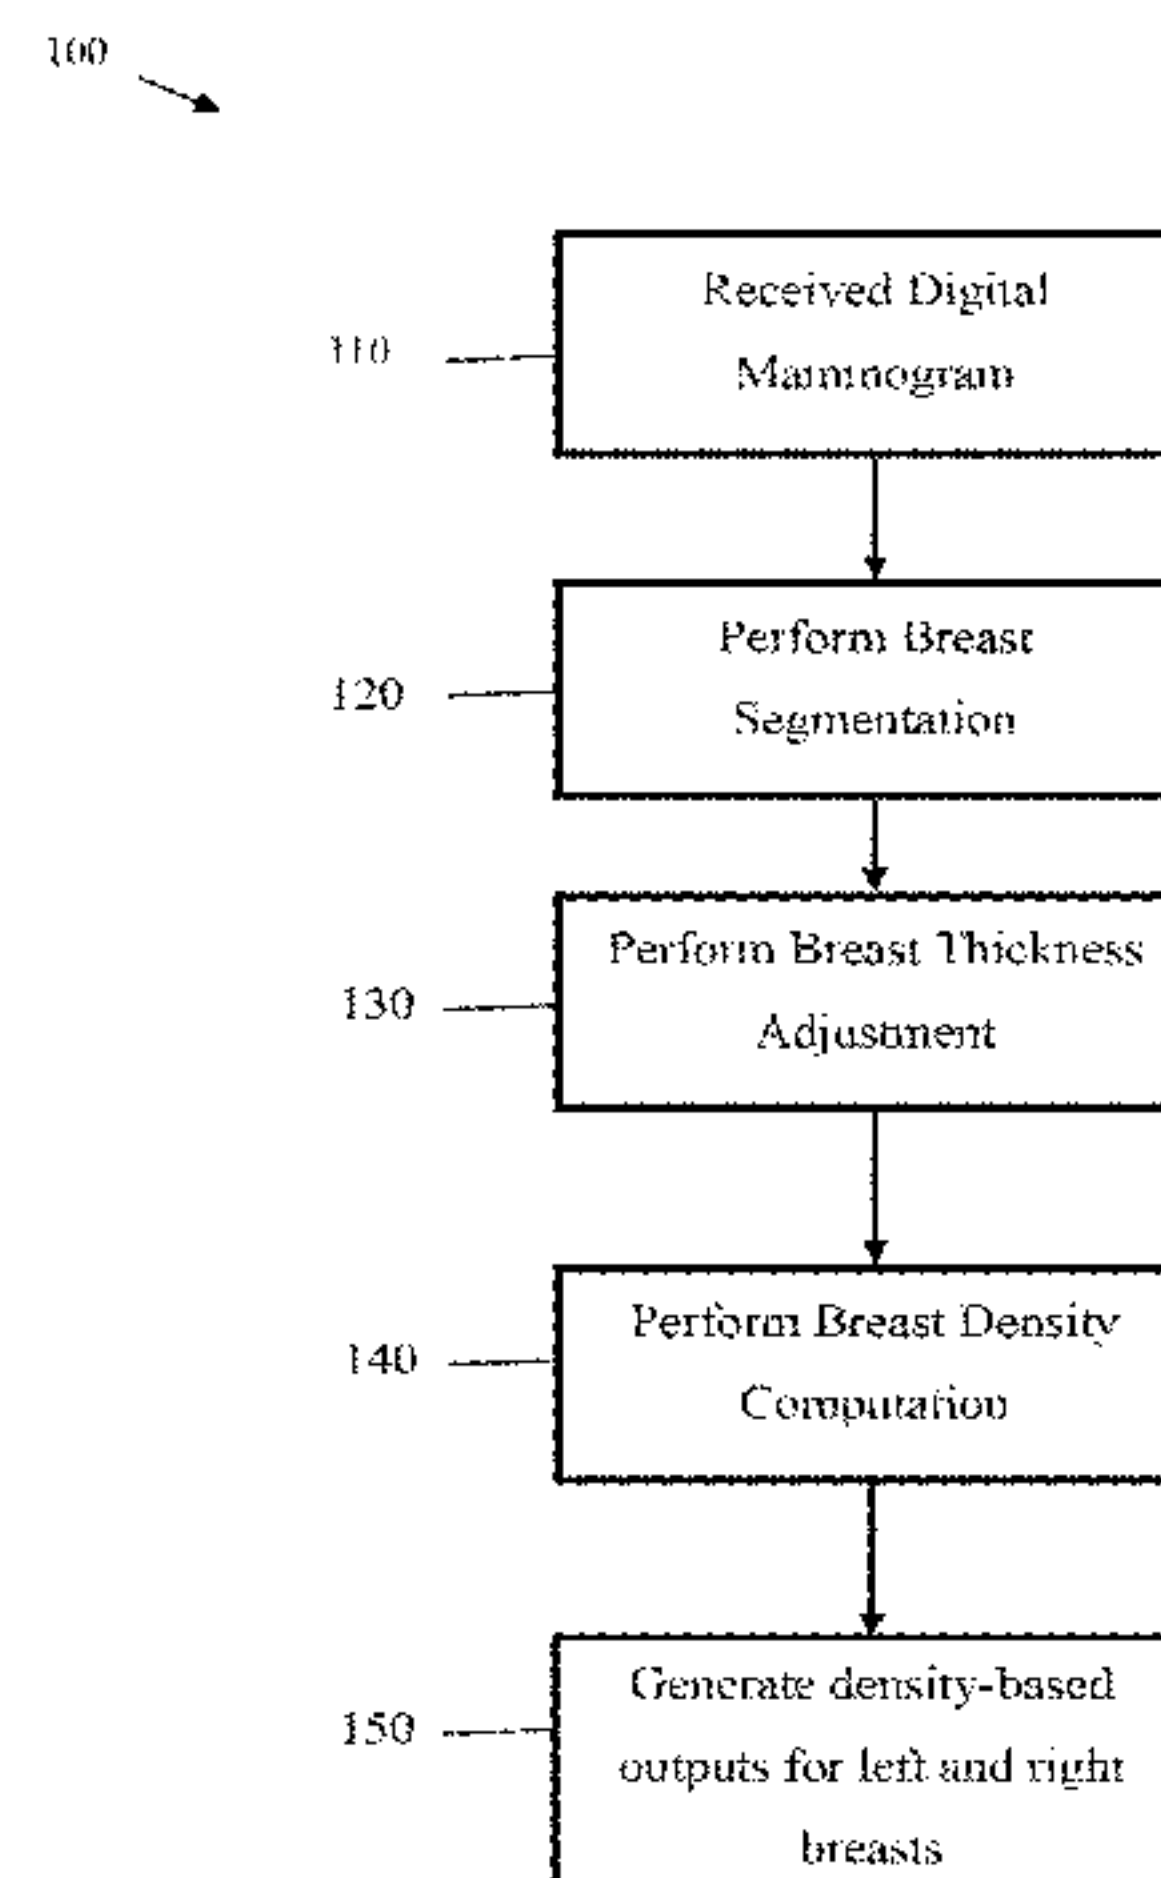 100
Received Digital
110
Mammogram
Perform Breast
120
Segmentation
Perform Breast Thickness
130
Adjustment
Perform Breast Density
140
Computation
Generate density-based
150
outputs for left and right
breasts